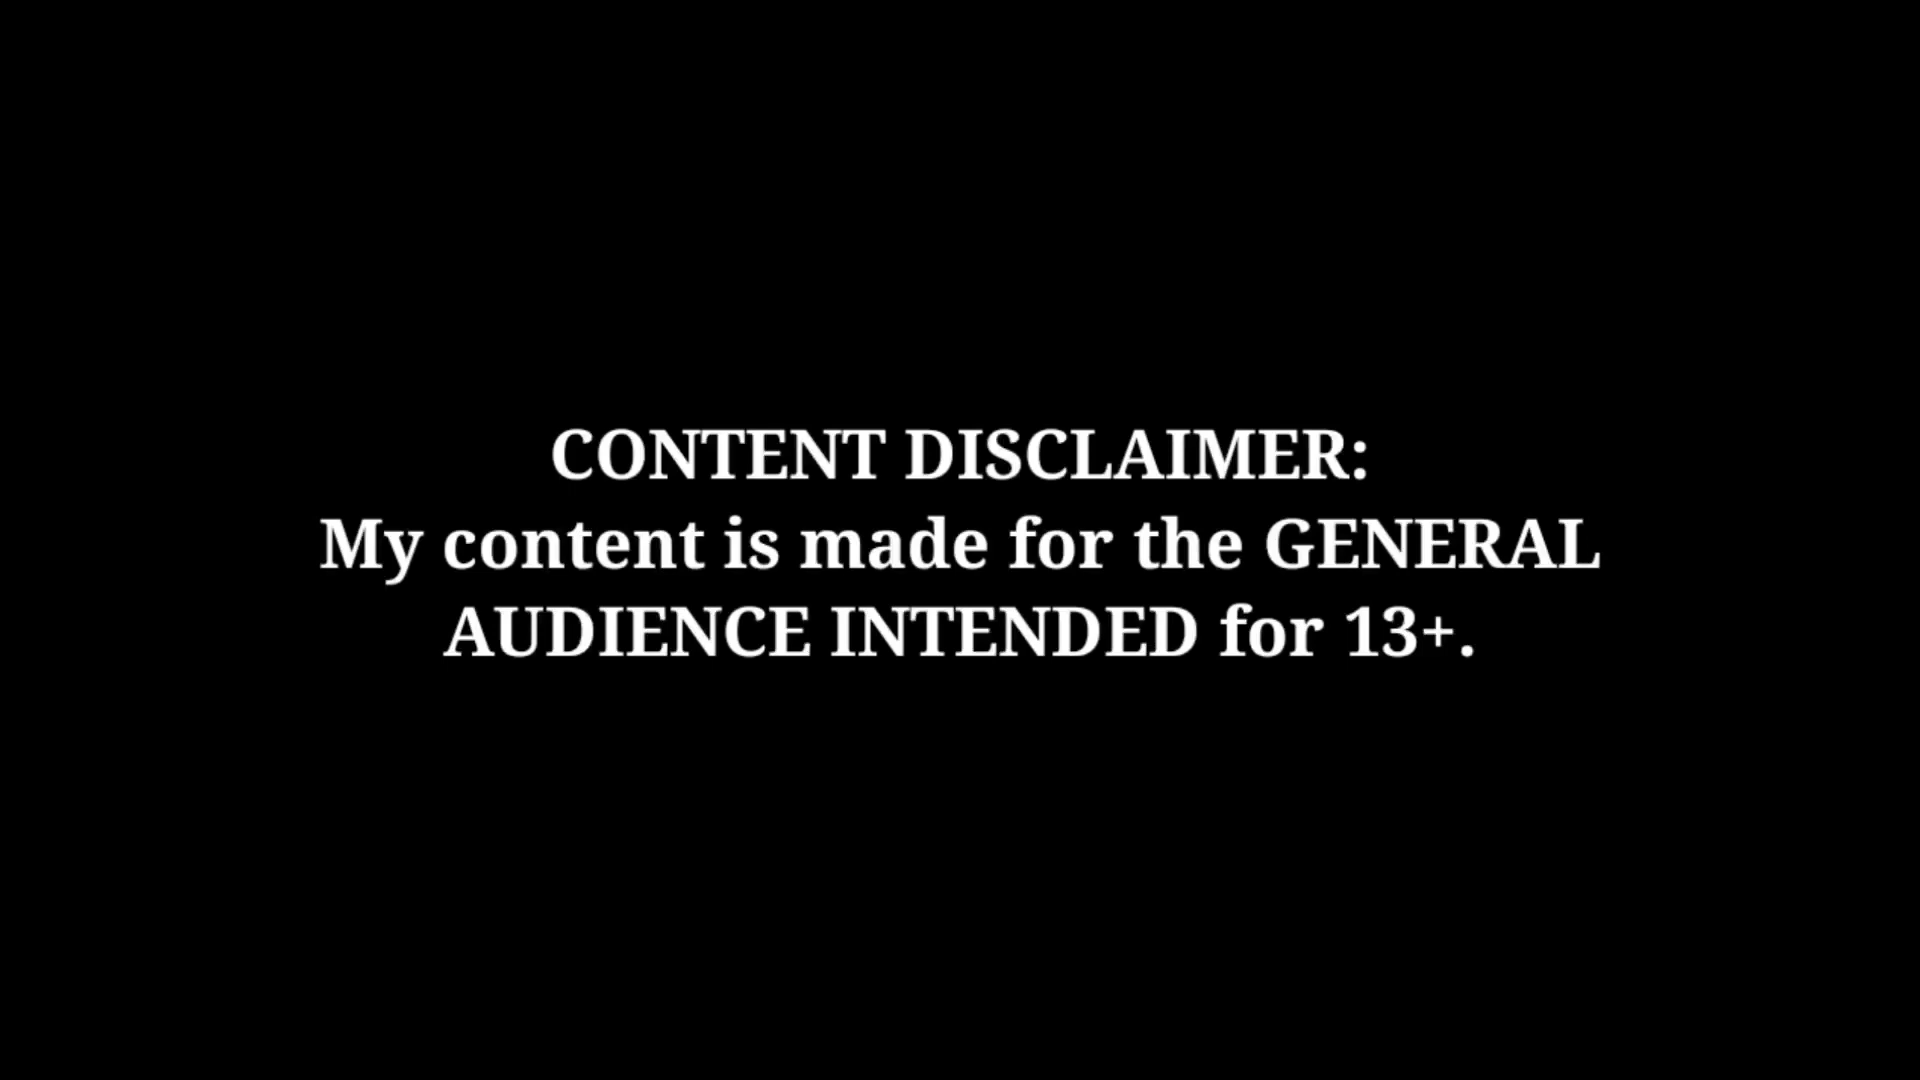 CONTENT DISCLAIMER:
My content is made for the GENERAL
AUDIENCE INTENDED for 13+.